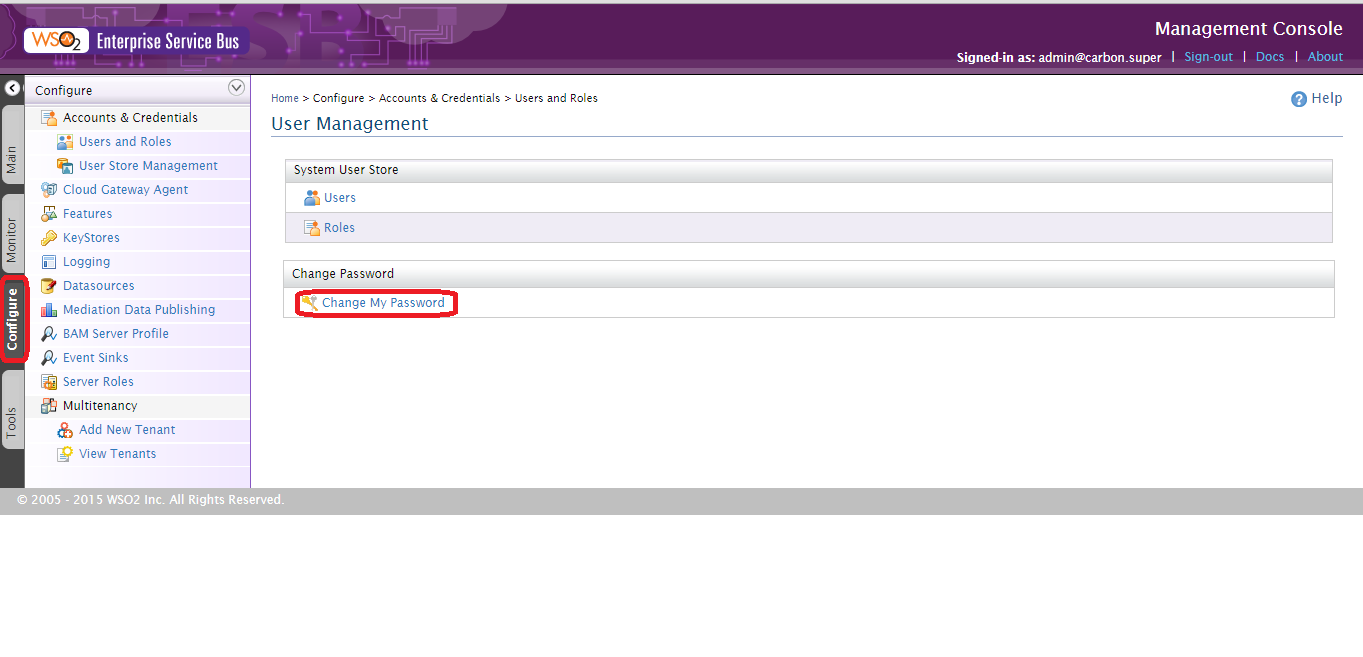 Management Console
WSO2 Enterprise Service Bus
Signed-in as: admin@carbon.super | Sign-out | Docs | About
Configure
Accounts & Credentials
Users and Roles
User Store Management
Cloud Gateway Agent
Features
KeyStores
Logging
Datasources
Mediation Data Publishing
BAM Server Profile
Event Sinks
Server Roles
Multitenancy
Add New Tenant
View Tenants
Main
Monitor
Configure
Tools
Home > Configure > Accounts & Credentials > Users and Roles
Help
User Management
System User Store
Users
Roles
Change Password
Change My Password
© 2005 - 2015 WSO2 Inc. All Rights Reserved.